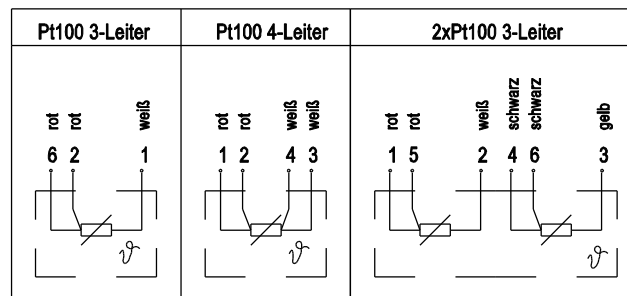 Pt100 3-Leiter
Pt100 4-Leiter
2xPt100 3-Leiter
rot rot weiß
6 2 1
rot rot weiß weiß
1 2 4 3
rot rot weiß schwarz schwarz gelb
1 5 2 4 6 3
ϑ
ϑ
ϑ